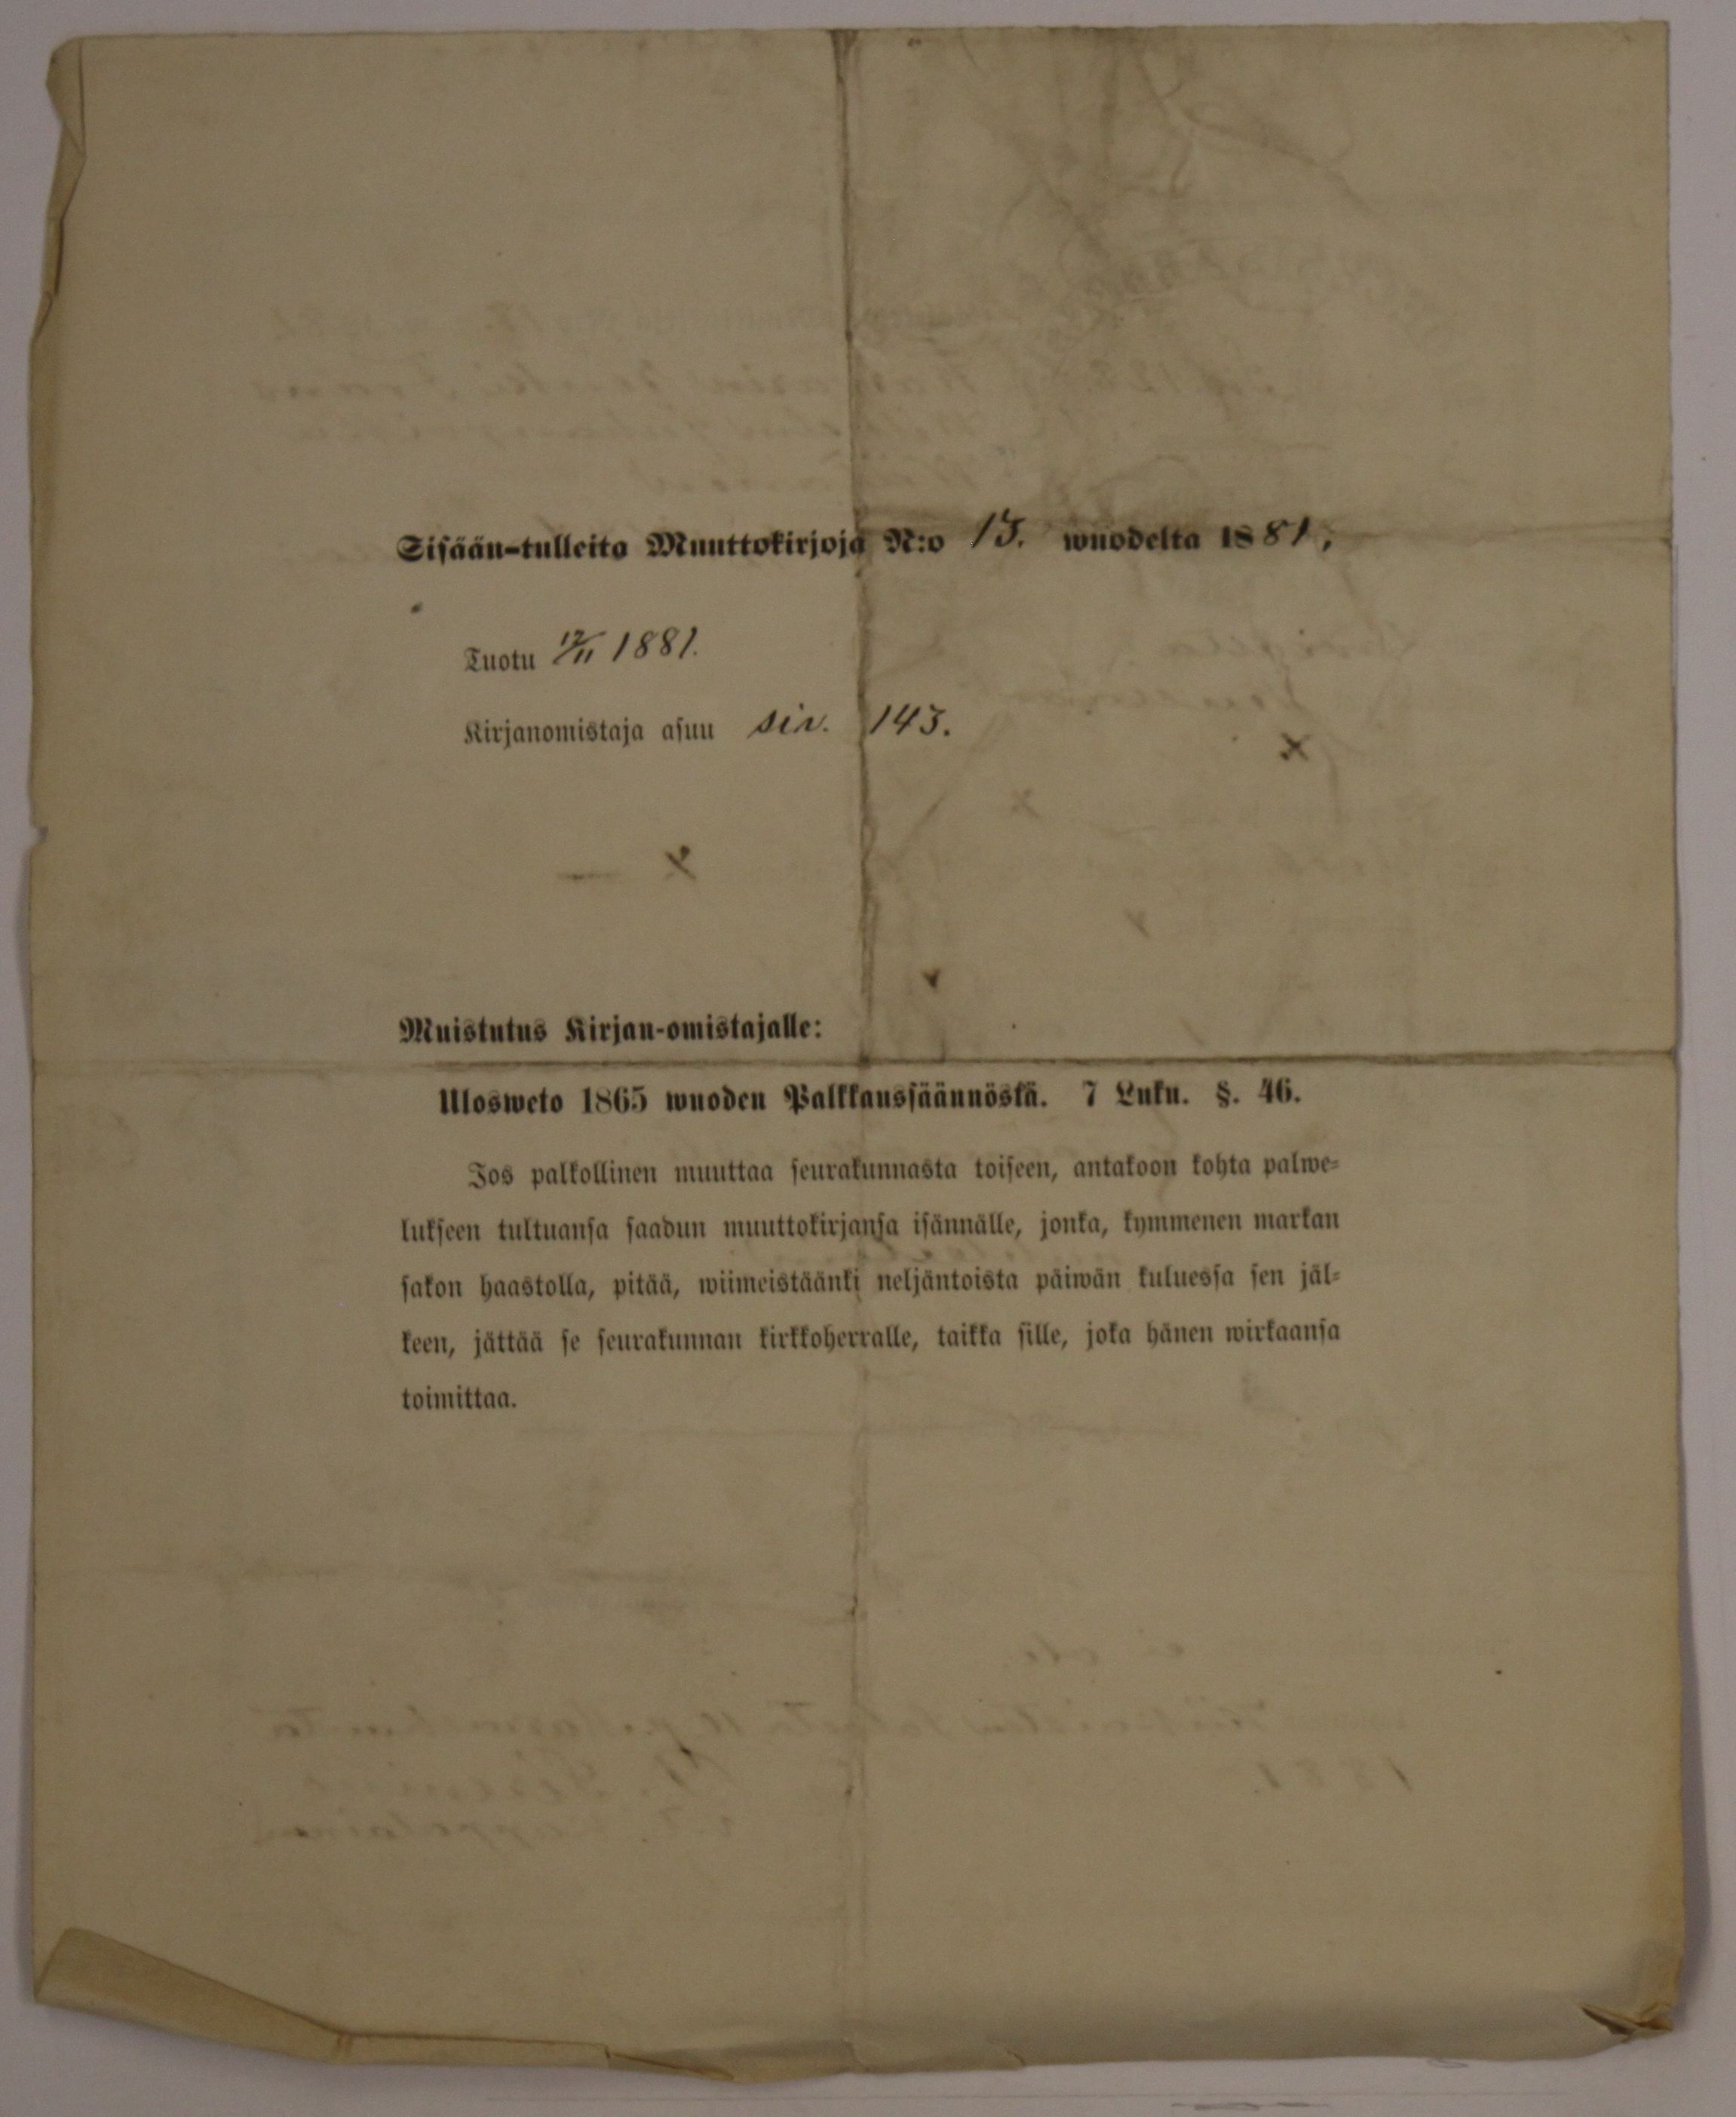 Sisään-tulleita Muuttokirjoja N:o 13. wuodelta 1881,
Tuotu 12/11 1881.
Kirjanomistaja asuu siv. 143.
Muistutus Kirjan-omistajalle:
Ulosweto 1865 wuoden Palkkaussäännöstä. 7 Luku. §. 46.
Jos palkollinen muuttaa seurakunnasta toiseen, antakoon kohta palwe-
lukseen tultuansa saadun muuttokirjansa isännälle, jonka, kymmenen markan
sakon haastolla, pitää, wiimeistäänki neljäntoista päiwän kuluessa sen jäl-
keen, jättää se seurakunnan kirkkoherralle, taikka sille, joka hänen wirkaansa
toimittaa.